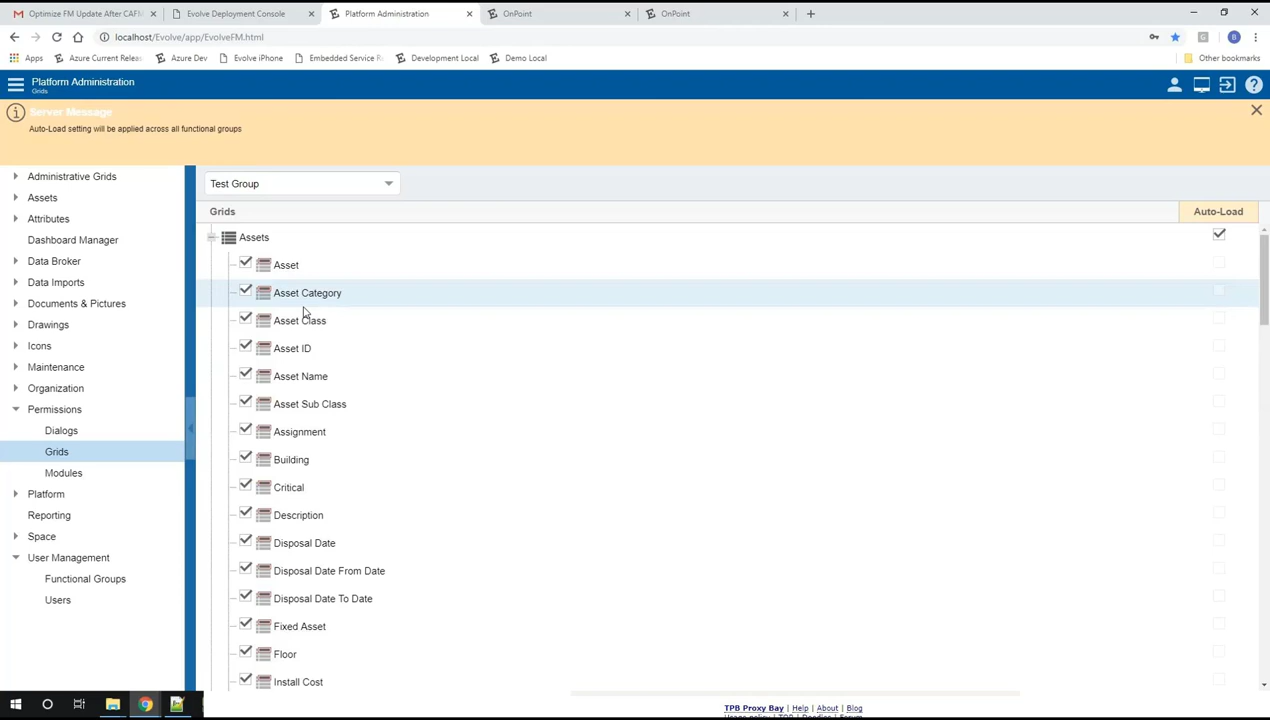 Optimize FM Update After CAFM
Evolve Deployment Console
Platform Administration
OnPoint
OnPoint
localhost/Evolve/app/EvolveFM.html
Apps
Azure Current Releas
Azure Dev
Evolve iPhone
Embedded Service R
Development Local
Demo Local
Other bookmarks
B
Platform Administration
Grids
Server Message
Auto-Load setting will be applied across all functional groups
Administrative Grids
Assets
Attributes
Dashboard Manager
Data Broker
Data Imports
Documents & Pictures
Drawings
Icons
Maintenance
Organization
Permissions
Dialogs
Grids
Modules
Platform
Reporting
Space
User Management
Functional Groups
Users
Test Group
Grids
Auto-Load
Assets
Asset
Asset Category
Asset Class
Asset ID
Asset Name
Asset Sub Class
Assignment
Building
Critical
Description
Disposal Date
Disposal Date From Date
Disposal Date To Date
Fixed Asset
Floor
Install Cost
TPB Proxy Bay | Help | About | Blog